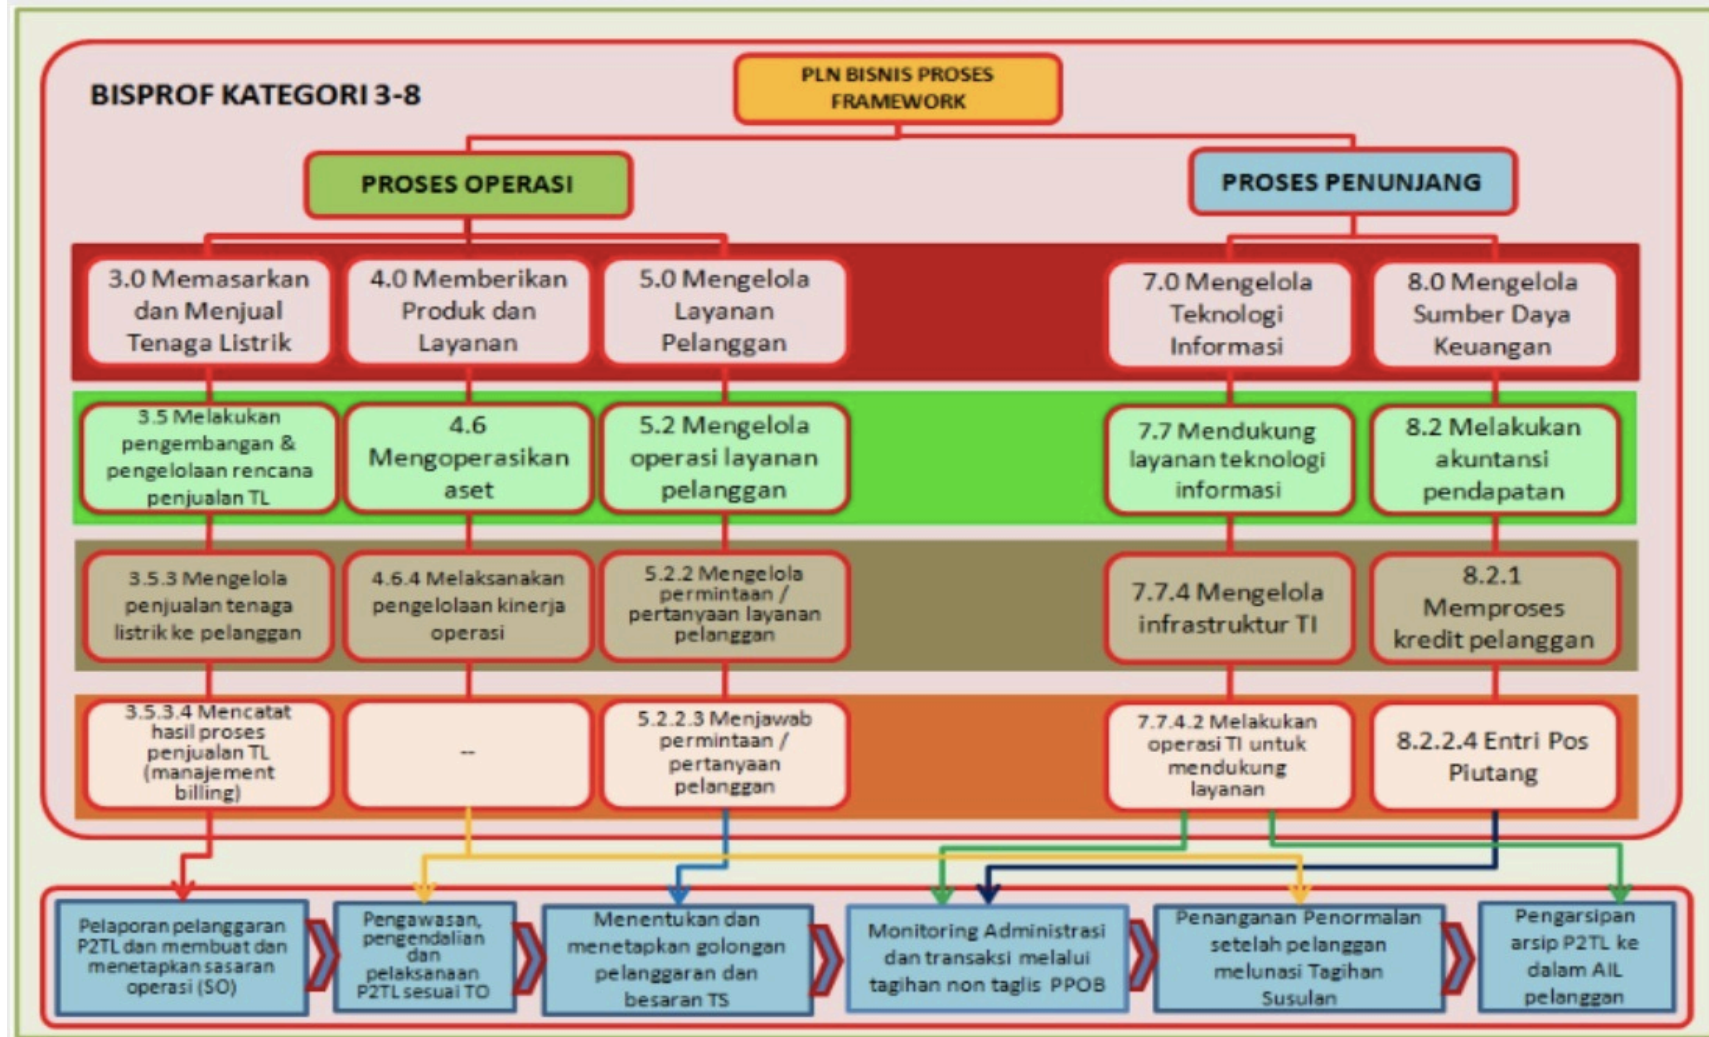 PLN BISNIS PROSES
FRAMEWORK
BISPROF KATEGORI 3-8
PROSES OPERASI
PROSES PENUNJANG
3.0 Memasarkan
dan Menjual
Tenaga Listrik
4.0 Memberikan
Produk dan
Layanan
5.0 Mengelola
Layanan
Pelanggan
7.0 Mengelola
Teknologi
Informasi
8.0 Mengelola
Sumber Daya
Keuangan
3.5 Melakukan
pengembangan &
pengelolaan rencana
penjualan TL
4.6
Mengoperasikan
aset
5.2 Mengelola
operasi layanan
pelanggan
7.7 Mendukung
layanan teknologi
informasi
8.2 Melakukan
akuntansi
pendapatan
3.5.3 Mengelola
penjualan tenaga
listrik ke pelanggan
4.6.4 Melaksanakan
pengelolaan kinerja
operasi
5.2.2 Mengelola
permintaan /
pertanyaan layanan
pelanggan
7.7.4 Mengelola
infrastruktur TI
8.2.1
Memproses
kredit pelanggan
3.5.3.4 Mencatat
hasil proses
penjualan TL
(manajement
billing)
--
5.2.2.3 Menjawab
permintaan /
pertanyaan
pelanggan
7.7.4.2 Melakukan
operasi TI untuk
mendukung
layanan
8.2.2.4 Entri Pos
Piutang
Pelaporan pelanggaran
P2TL dan membuat dan
menetapkan sasaran
operasi (SO)
Pengawasan,
pengendalian
dan
pelaksanaan
P2TL sesuai TO
Menentukan dan
menetapkan golongan
pelanggaran dan
besaran TS
Monitoring Administrasi
dan transaksi melalui
tagihan non taglis PPOB
Penanganan Penormalan
setelah pelanggan
melunasi Tagihan
Susulan
Pengarsipan
arsip P2TL ke
dalam AIL
pelanggan